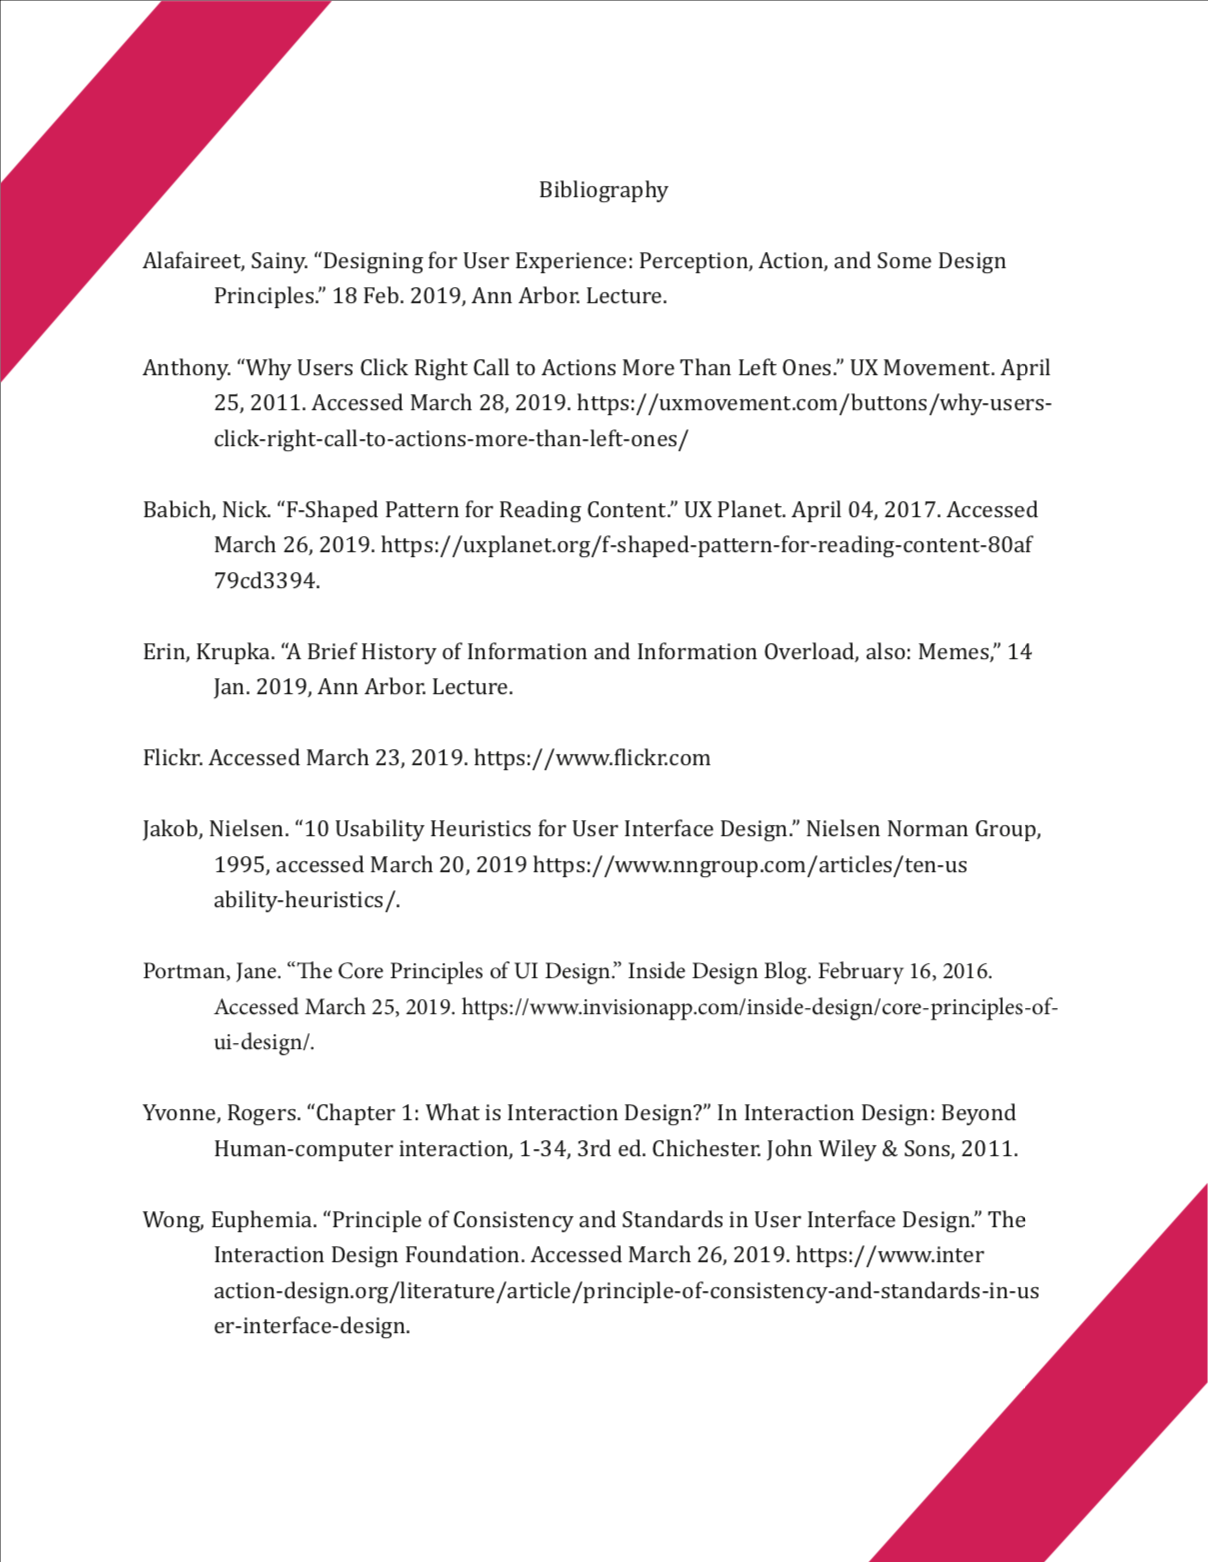 Bibliography
Alafaireet, Sainy. “Designing for User Experience: Perception, Action, and Some Design
Principles.” 18 Feb. 2019, Ann Arbor. Lecture.
Anthony. “Why Users Click Right Call to Actions More Than Left Ones.” UX Movement. April
25, 2011. Accessed March 28, 2019. https://uxmovement.com/buttons/why-users-
click-right-call-to-actions-more-than-left-ones/
Babich, Nick. “F-Shaped Pattern for Reading Content.” UX Planet. April 04, 2017. Accessed
March 26, 2019. https://uxplanet.org/f-shaped-pattern-for-reading-content-80af
79cd3394.
Erin, Krupka. “A Brief History of Information and Information Overload, also: Memes,” 14
Jan. 2019, Ann Arbor. Lecture.
Flickr. Accessed March 23, 2019. https://www.flickr.com
Jakob, Nielsen. “10 Usability Heuristics for User Interface Design.” Nielsen Norman Group,
1995, accessed March 20, 2019 https://www.nngroup.com/articles/ten-us
ability-heuristics/.
Portman, Jane. “The Core Principles of UI Design.” Inside Design Blog. February 16, 2016.
Accessed March 25, 2019. https://www.invisionapp.com/inside-design/core-principles-of-
ui-design/.
Yvonne, Rogers. “Chapter 1: What is Interaction Design?” In Interaction Design: Beyond
Human-computer interaction, 1-34, 3rd ed. Chichester. John Wiley & Sons, 2011.
Wong, Euphemia. “Principle of Consistency and Standards in User Interface Design.” The
Interaction Design Foundation. Accessed March 26, 2019. https://www.inter
action-design.org/literature/article/principle-of-consistency-and-standards-in-us
er-interface-design.